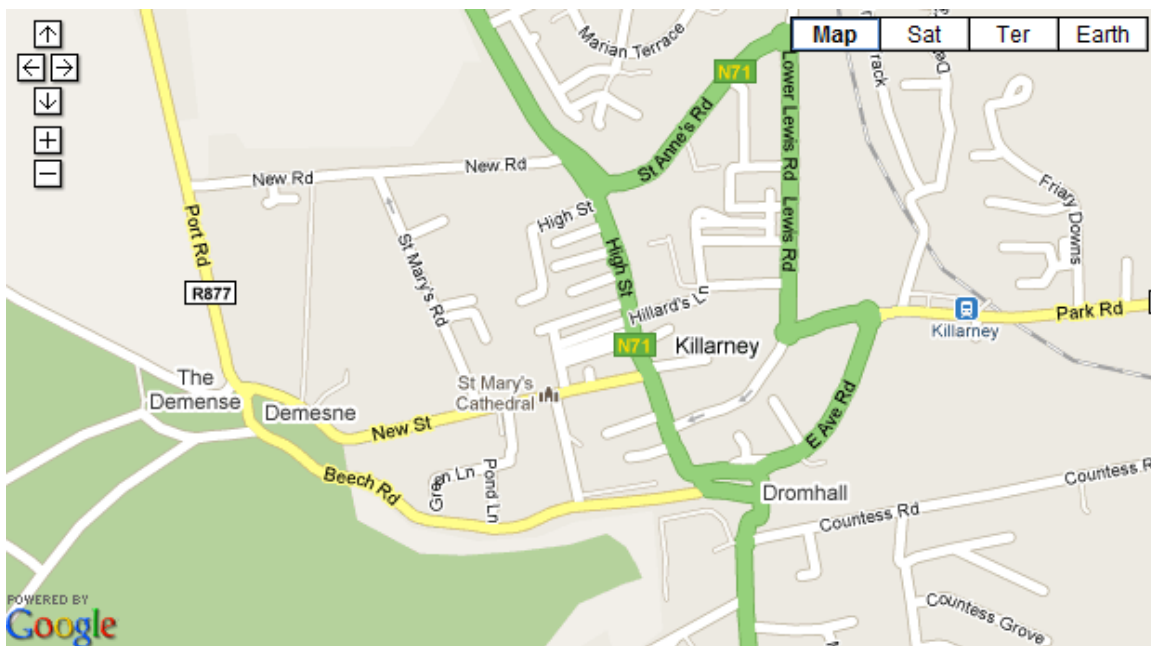 Map
Sat
Ter
Earth
Marian Terrace
N71
Lower Lewis Rd
St Anne's Rd
New Rd
New Rd
Friary Downs
High St
Port Rd
St Mary's Rd
High St
Lewis Rd
R877
Hillard's Ln
Park Rd
Killarney
N71
Killarney
The
Demense
St Mary's
Cathedral
Demesne
New St
E Ave Rd
Beech Rd
Green Ln
Pond Ln
Dromhall
Countess
Countess Rd
Countess Grove
POWERED BY
Google